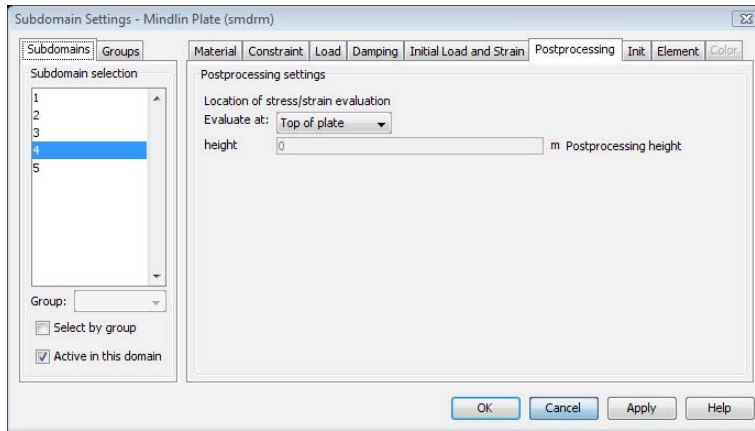 Subdomain Settings - Mindlin Plate (smdrm)
Subdomains Groups
Material Constraint Load Damping Initial Load and Strain Postprocessing Init Element Color
Subdomain selection
1
2
3
4
5
Group:
Select by group
Active in this domain
Postprocessing settings
Location of stress/strain evaluation
Evaluate at: Top of plate
height 0 m Postprocessing height
OK Cancel Apply Help